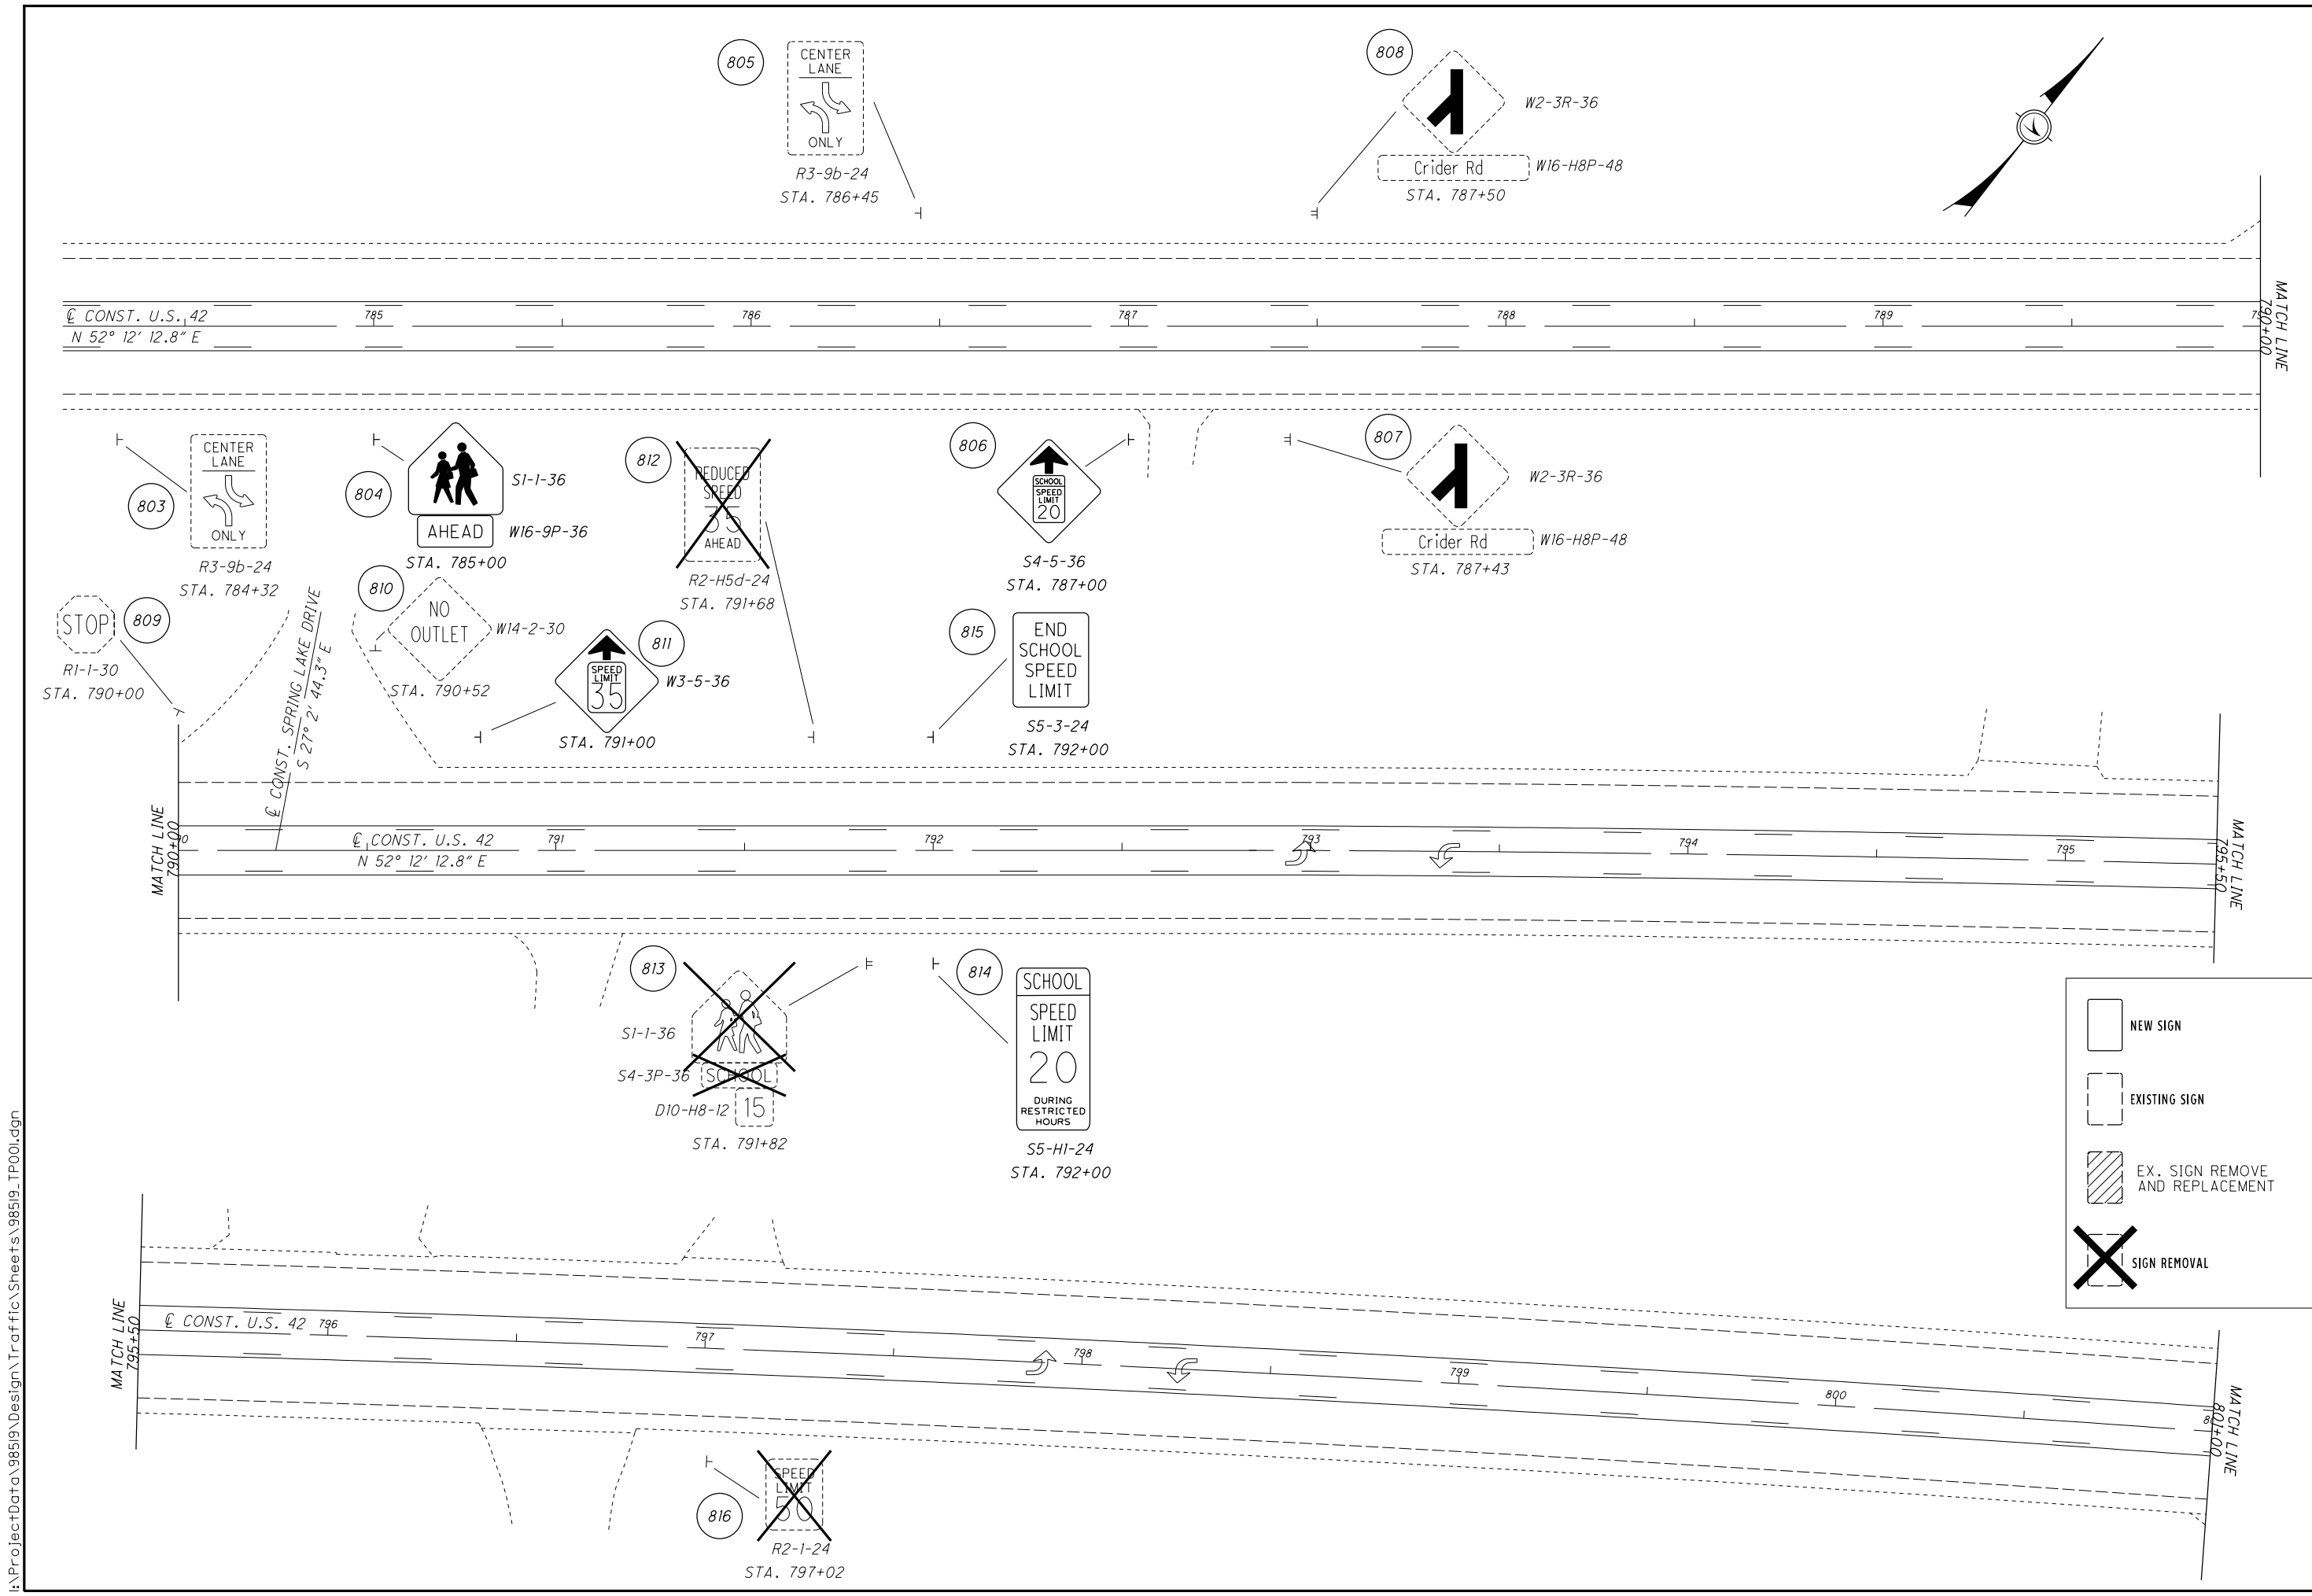 805
CENTER
LANE
ONLY
R3-9b-24
STA. 786+45
808
W2-3R-36
Crider Rd
W16-H8P-48
STA. 787+50
MATCH LINE
790+00
℄ CONST. U.S. 42
N 52° 12' 12.8" E
785
786
787
788
789
803
CENTER
LANE
ONLY
R3-9b-24
STA. 784+32
804
S1-1-36
AHEAD
W16-9P-36
STA. 785+00
812
REDUCED
SPEED
35
AHEAD
R2-H5d-24
STA. 791+68
806
SCHOOL
SPEED
LIMIT
20
S4-5-36
STA. 787+00
807
W2-3R-36
Crider Rd
W16-H8P-48
STA. 787+43
STOP
809
R1-1-30
STA. 790+00
℄ CONST. SPRING LAKE DRIVE
S 27° 2' 44.3" E
810
NO
OUTLET
W14-2-30
STA. 790+52
811
SPEED
LIMIT
35
W3-5-36
STA. 791+00
815
END
SCHOOL
SPEED
LIMIT
S5-3-24
STA. 792+00
MATCH LINE
790+00
℄ CONST. U.S. 42
N 52° 12' 12.8" E
791
792
793
794
795
MATCH LINE
795+50
813
S1-1-36
S4-3P-36
SCHOOL
D10-H8-12
15
STA. 791+82
814
SCHOOL
SPEED
LIMIT
20
DURING
RESTRICTED
HOURS
S5-H1-24
STA. 792+00
NEW SIGN
EXISTING SIGN
EX. SIGN REMOVE
AND REPLACEMENT
SIGN REMOVAL
MATCH LINE
795+50
℄ CONST. U.S. 42
796
797
798
799
800
MATCH LINE
801+00
816
SPEED
LIMIT
50
R2-1-24
STA. 797+02
I:\ProjectData\98519\Design\Traffic\Sheets\98519_TP001.dgn